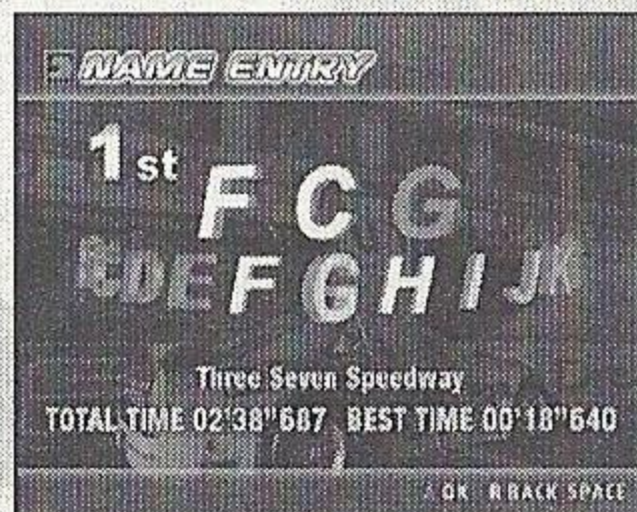 NAME ENTRY
1st F C G
B C D E F G H I J K
Three Seven Speedway
TOTAL TIME 02'38"687 BEST TIME 00'18"640
A OK B BACK SPACE